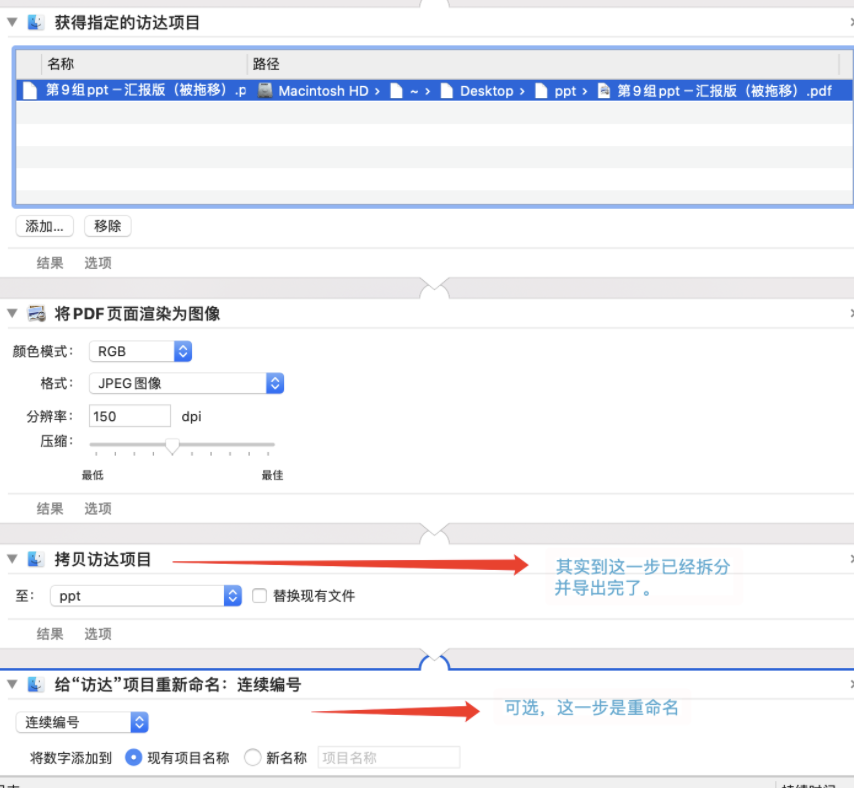 获得指定的访达项目
名称 路径
第9组ppt－汇报版（被拖移）.p Macintosh HD › ~ › Desktop › ppt › 第9组ppt－汇报版（被拖移）.pdf
添加... 移除
结果 选项
将PDF页面渲染为图像
颜色模式： RGB
格式： JPEG图像
分辨率： 150 dpi
压缩：
最低 最佳
结果 选项
拷贝访达项目
其实到这一步已经拆分
并导出完了。
至： ppt 替换现有文件
结果 选项
给“访达”项目重新命名：连续编号
可选，这一步是重命名
连续编号
将数字添加到 现有项目名称 新名称 项目名称